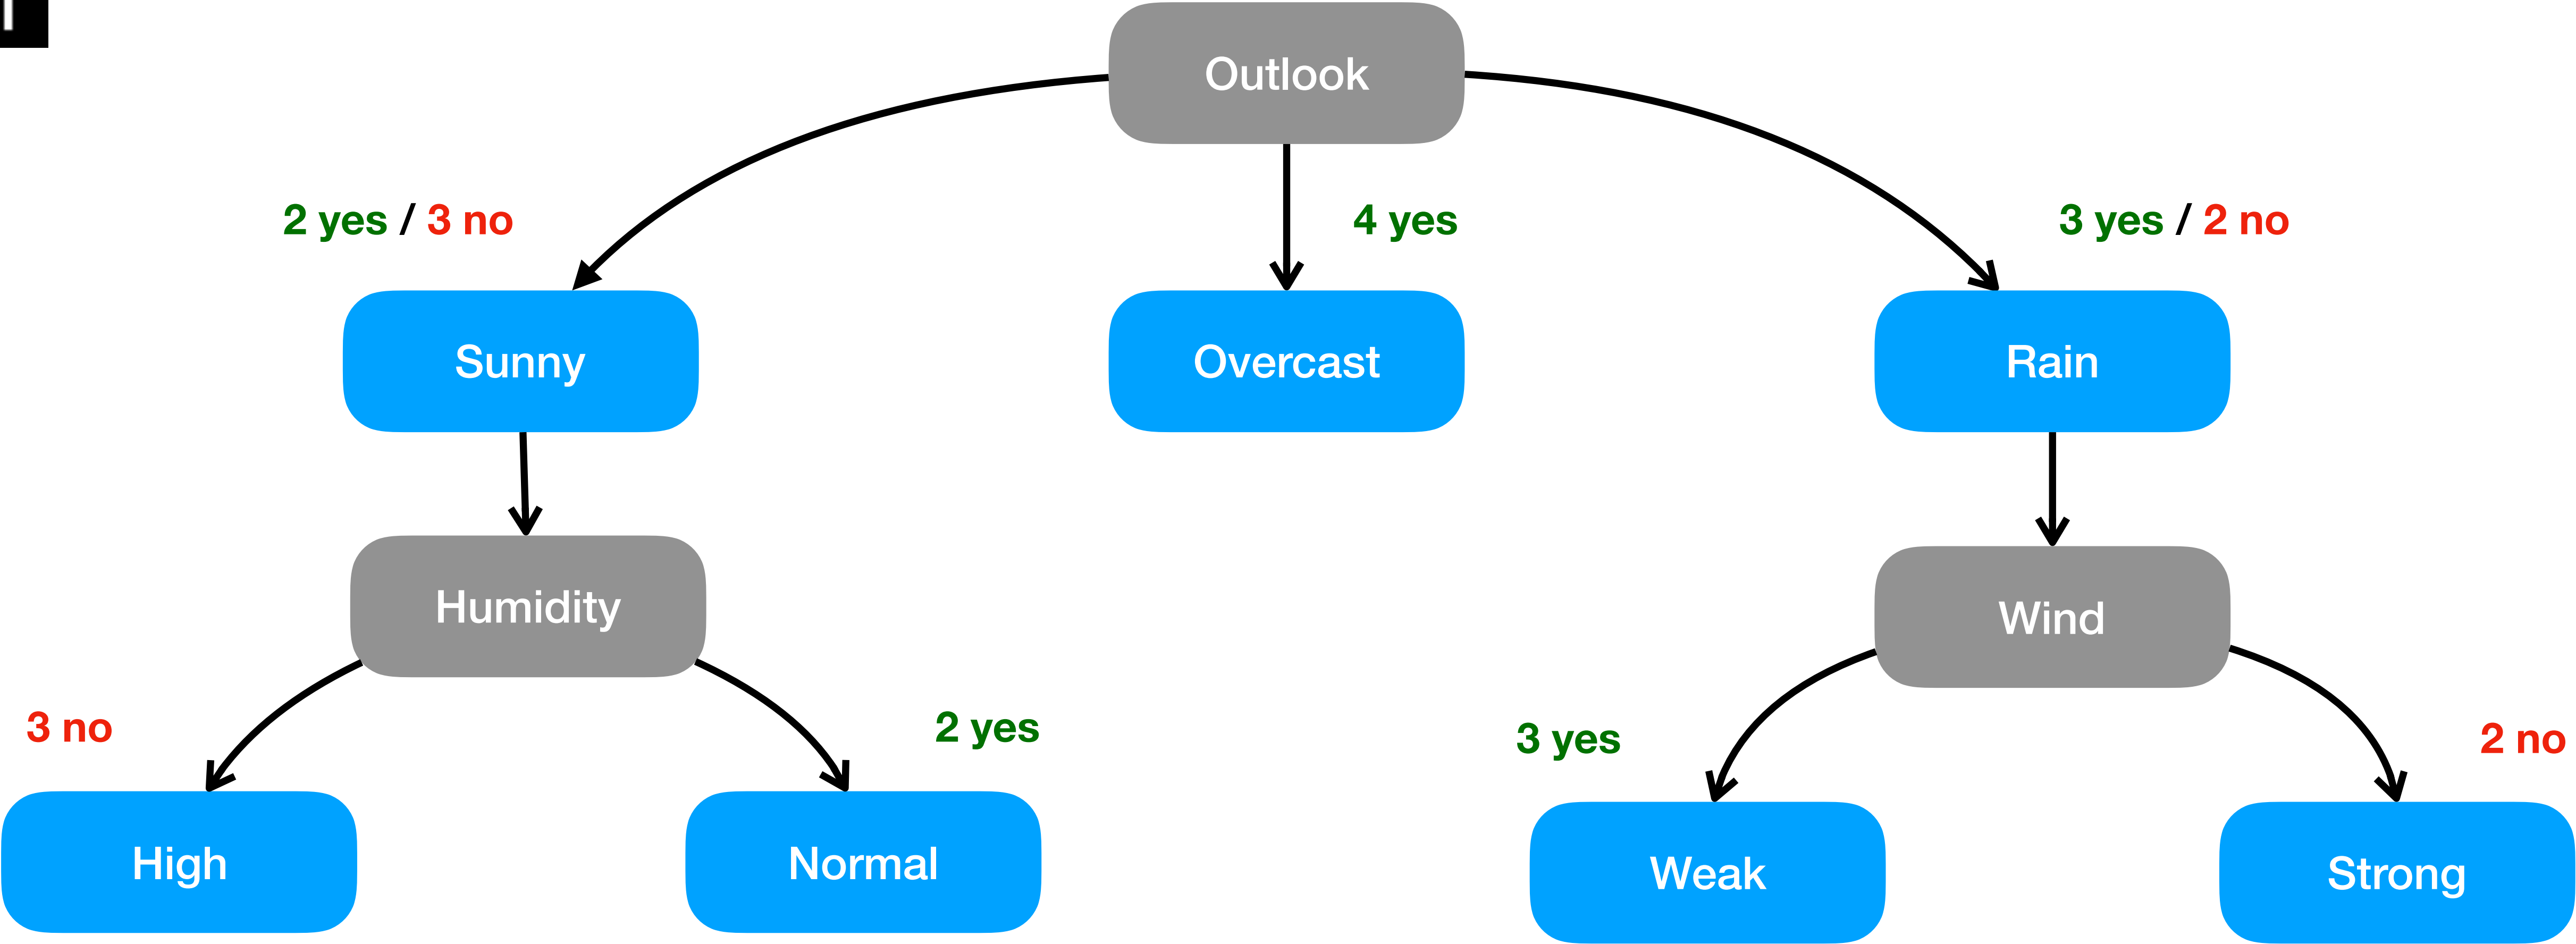 Outlook
2 yes / 3 no
4 yes
3 yes / 2 no
Sunny
Overcast
Rain
Humidity
Wind
3 no
2 yes
3 yes
2 no
High
Normal
Weak
Strong